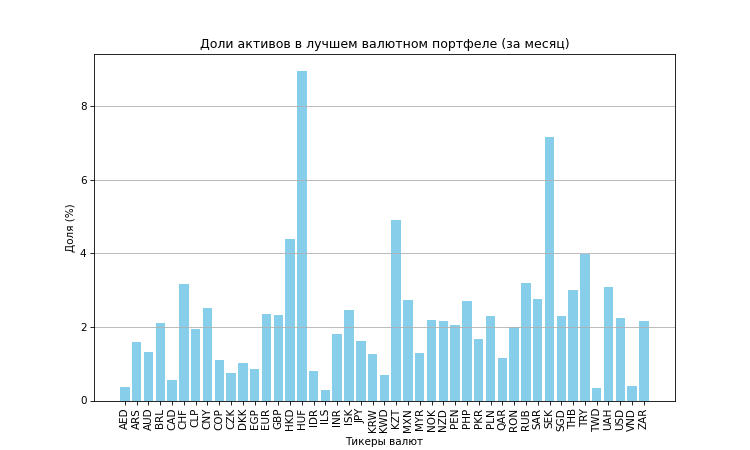 Доли активов в лучшем валютном портфеле (за месяц)
Доля (%)
8
6
4
2
0
AED ARS AUD BRL CAD CHF CLP CNY COP CZK DKK EGP EUR GBP HKD HUF IDR ILS INR ISK JPY KRW KWD KZT MXN MYR NOK NZD PEN PHP PKR PLN QAR RON RUB SAR SEK SGD THB TRY TWD UAH USD VND ZAR
Тикеры валют